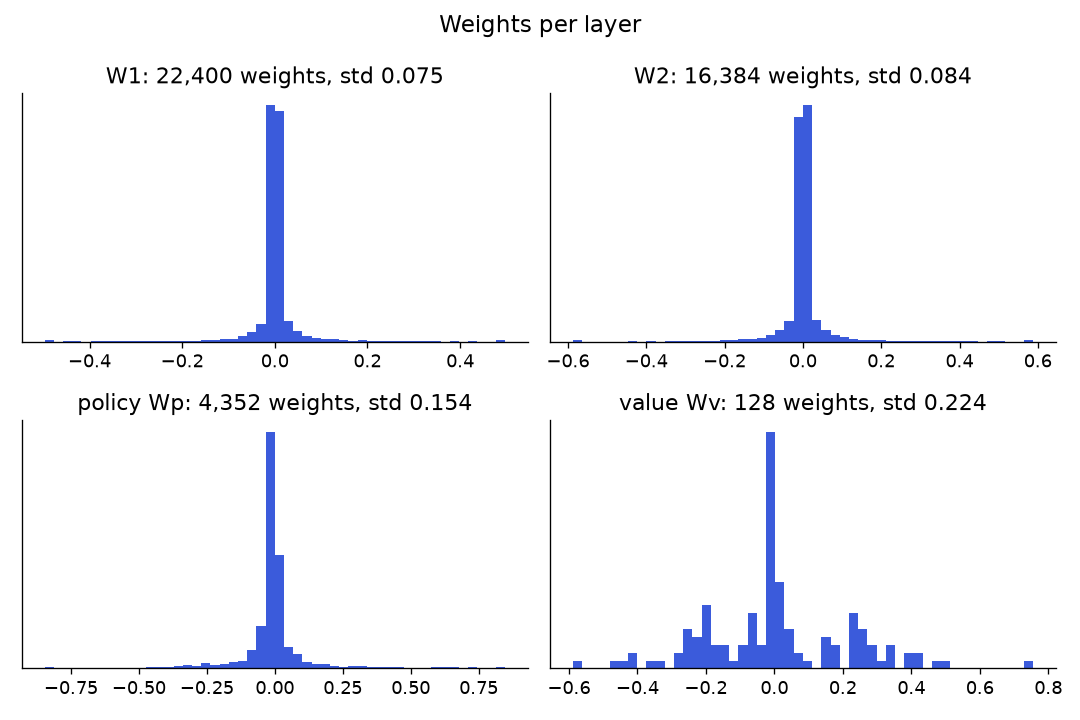 Weights per layer
W1: 22,400 weights, std 0.075
W2: 16,384 weights, std 0.084
−0.4 −0.2 0.0 0.2 0.4
−0.6 −0.4 −0.2 0.0 0.2 0.4 0.6
policy Wp: 4,352 weights, std 0.154
value Wv: 128 weights, std 0.224
−0.75 −0.50 −0.25 0.00 0.25 0.50 0.75
−0.6 −0.4 −0.2 0.0 0.2 0.4 0.6 0.8